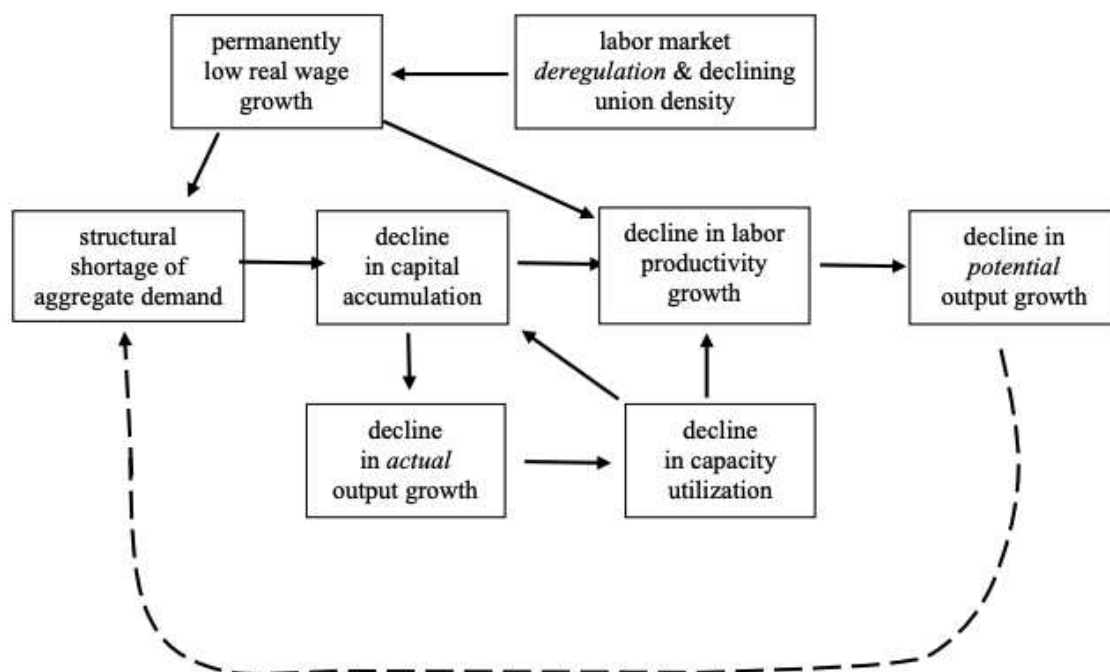 permanently
low real wage
growth
labor market
deregulation & declining
union density
structural
shortage of
aggregate demand
decline
in capital
accumulation
decline in labor
productivity
growth
decline in
potential
output growth
decline
in actual
output growth
decline
in capacity
utilization